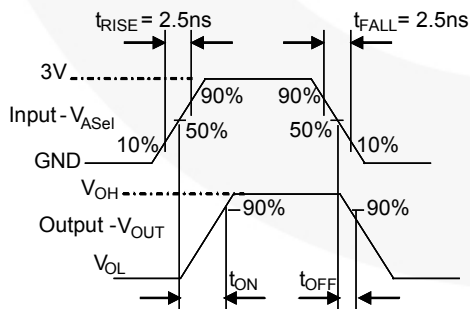 tRISE = 2.5ns
tFALL = 2.5ns
3V
90%
90%
Input - VASel
50%
50%
10%
10%
GND
VOH
90%
90%
Output -VOUT
VOL
tON
tOFF